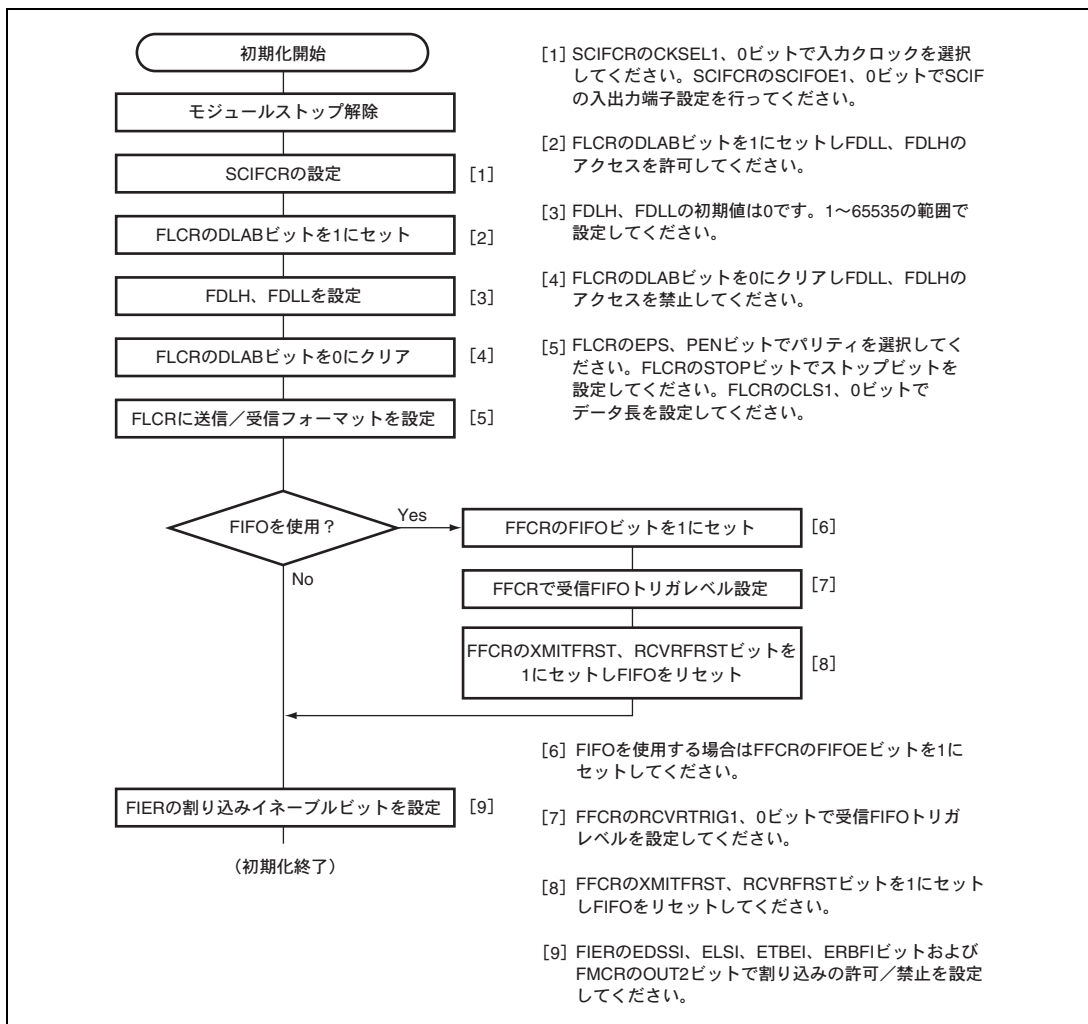 初期化開始
モジュールストップ解除
SCIFCRの設定 [1]
FLCRのDLABビットを1にセット [2]
FDLH、FDLLを設定 [3]
FLCRのDLABビットを0にクリア [4]
FLCRに送信／受信フォーマットを設定 [5]
[1] SCIFCRのCKSEL1、0ビットで入力クロックを選択
してください。SCIFCRのSCIFOE1、0ビットでSCIF
の入出力端子設定を行ってください。
[2] FLCRのDLABビットを1にセットしFDLL、FDLHの
アクセスを許可してください。
[3] FDLH、FDLLの初期値は0です。1～65535の範囲で
設定してください。
[4] FLCRのDLABビットを0にクリアしFDLL、FDLHの
アクセスを禁止してください。
[5] FLCRのEPS、PENビットでパリティを選択してく
ださい。FLCRのSTOPビットでストップビットを
設定してください。FLCRのCLS1、0ビットで
データ長を設定してください。
FIFOを使用？
Yes
No
FFCRのFIFOビットを1にセット [6]
FFCRで受信FIFOトリガレベル設定 [7]
FFCRのXMITFRST、RCVRFRSTビットを
1にセットしFIFOをリセット [8]
FIERの割り込みイネーブルビットを設定 [9]
（初期化終了）
[6] FIFOを使用する場合はFFCRのFIFOEビットを1に
セットしてください。
[7] FFCRのRCVRTRIG1、0ビットで受信FIFOトリガ
レベルを設定してください。
[8] FFCRのXMITFRST、RCVRFRSTビットを1にセット
しFIFOをリセットしてください。
[9] FIERのEDSSI、ELSI、ETBEI、ERBFIビットおよび
FMCRのOUT2ビットで割り込みの許可／禁止を設定
してください。